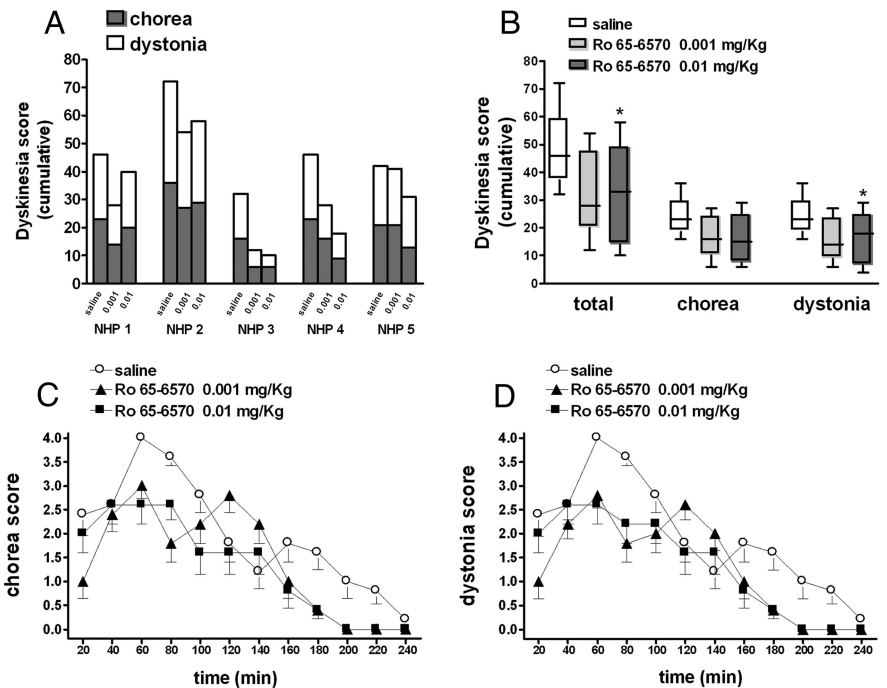 A
chorea
dystonia
Dyskinesia score
(cumulative)
80
70
60
50
40
30
20
10
0
saline 0.001 0.01 saline 0.001 0.01 saline 0.001 0.01 saline 0.001 0.01 saline 0.001 0.01
NHP 1 NHP 2 NHP 3 NHP 4 NHP 5
B
saline
Ro 65-6570 0.001 mg/Kg
Ro 65-6570 0.01 mg/Kg
Dyskinesia score
(cumulative)
80
70
60
50
40
30
20
10
0
* *
total chorea dystonia
C
saline
Ro 65-6570 0.001 mg/Kg
Ro 65-6570 0.01 mg/Kg
chorea score
4.0
3.5
3.0
2.5
2.0
1.5
1.0
0.5
0.0
20 40 60 80 100 120 140 160 180 200 220 240
time (min)
D
saline
Ro 65-6570 0.001 mg/Kg
Ro 65-6570 0.01 mg/Kg
dystonia score
4.0
3.5
3.0
2.5
2.0
1.5
1.0
0.5
0.0
20 40 60 80 100 120 140 160 180 200 220 240
time (min)